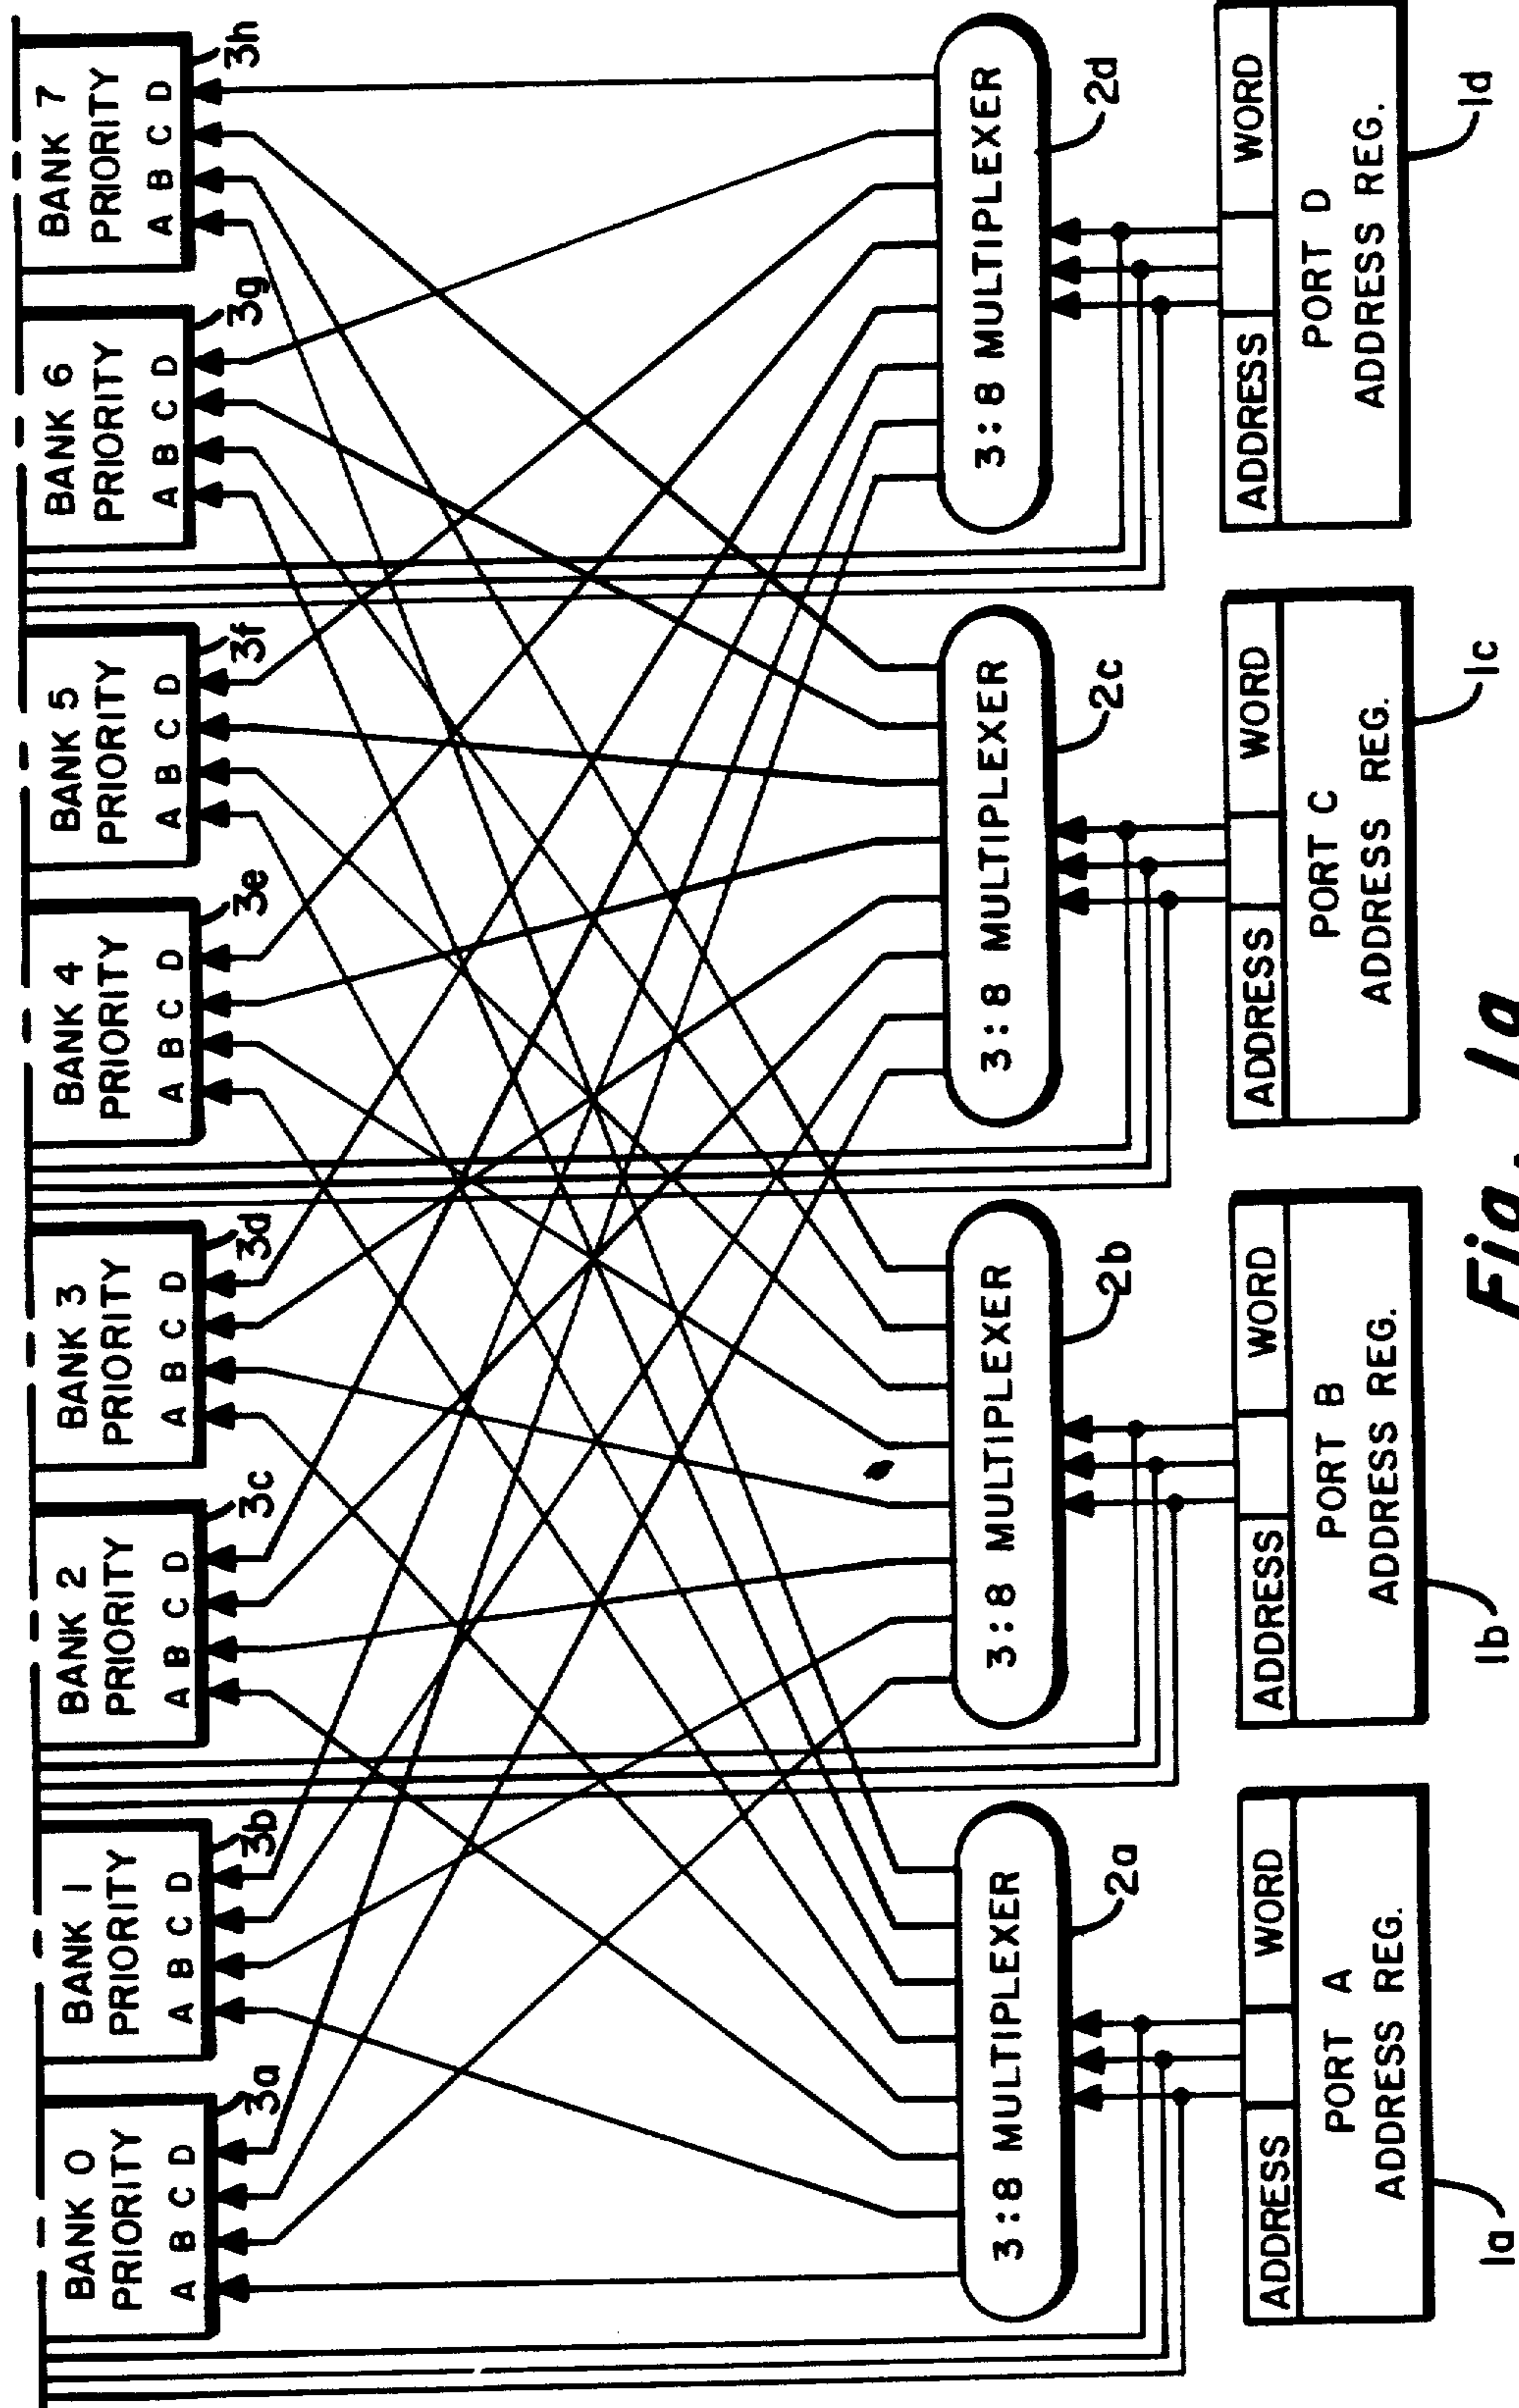 BANK 0
PRIORITY
A B C D
3a
BANK 1
PRIORITY
A B C D
3b
BANK 2
PRIORITY
A B C D
3c
BANK 3
PRIORITY
A B C D
3d
BANK 4
PRIORITY
A B C D
3e
BANK 5
PRIORITY
A B C D
3f
BANK 6
PRIORITY
A B C D
3g
BANK 7
PRIORITY
A B C D
3h
3:8 MULTIPLEXER
2a
3:8 MULTIPLEXER
2b
3:8 MULTIPLEXER
2c
3:8 MULTIPLEXER
2d
ADDRESS WORD
PORT A
ADDRESS REG.
1a
ADDRESS WORD
PORT B
ADDRESS REG.
1b
ADDRESS WORD
PORT C
ADDRESS REG.
1c
ADDRESS WORD
PORT D
ADDRESS REG.
1d
Fig. 1a